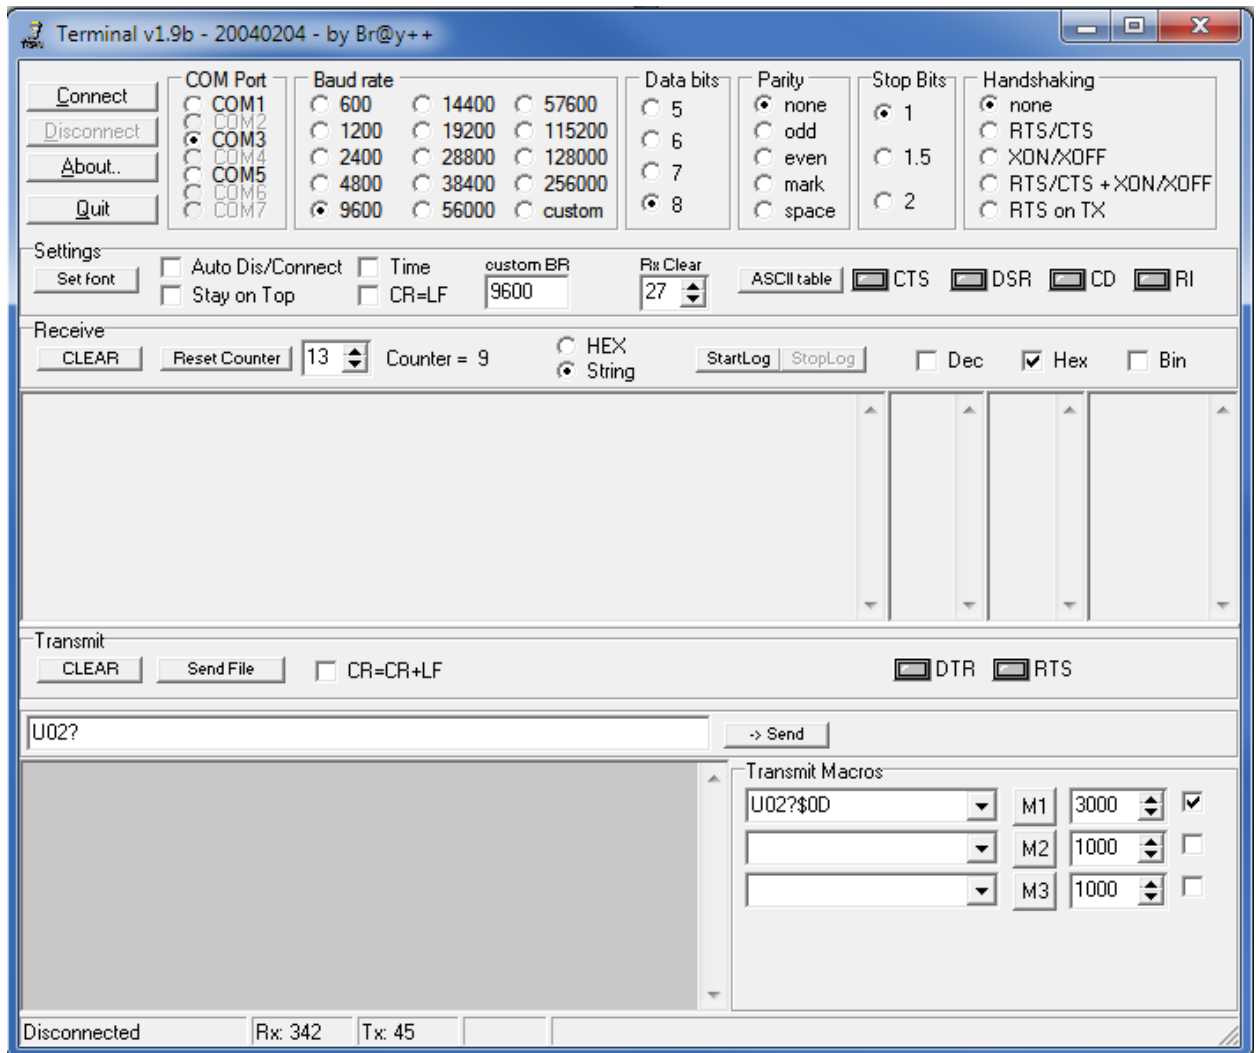 Terminal v1.9b - 20040204 - by Br@y++
Connect
Disconnect
About..
Quit
COM Port
COM1
COM2
COM3
COM4
COM5
COM6
COM7
Baud rate
600 14400 57600
1200 19200 115200
2400 28800 128000
4800 38400 256000
9600 56000 custom
Data bits
5
6
7
8
Parity
none
odd
even
mark
space
Stop Bits
1
1.5
2
Handshaking
none
RTS/CTS
XON/XOFF
RTS/CTS + XON/XOFF
RTS on TX
Settings
Set font
Auto Dis/Connect
Stay on Top
Time
CR=LF
custom BR
9600
Rx Clear
27
ASCII table
CTS DSR CD RI
Receive
CLEAR Reset Counter 13 Counter = 9
HEX
String
StartLog StopLog Dec Hex Bin
Transmit
CLEAR Send File CR=CR+LF DTR RTS
U02? -> Send
Transmit Macros
U02?$0D M1 3000
M2 1000
M3 1000
Disconnected Rx: 342 Tx: 45